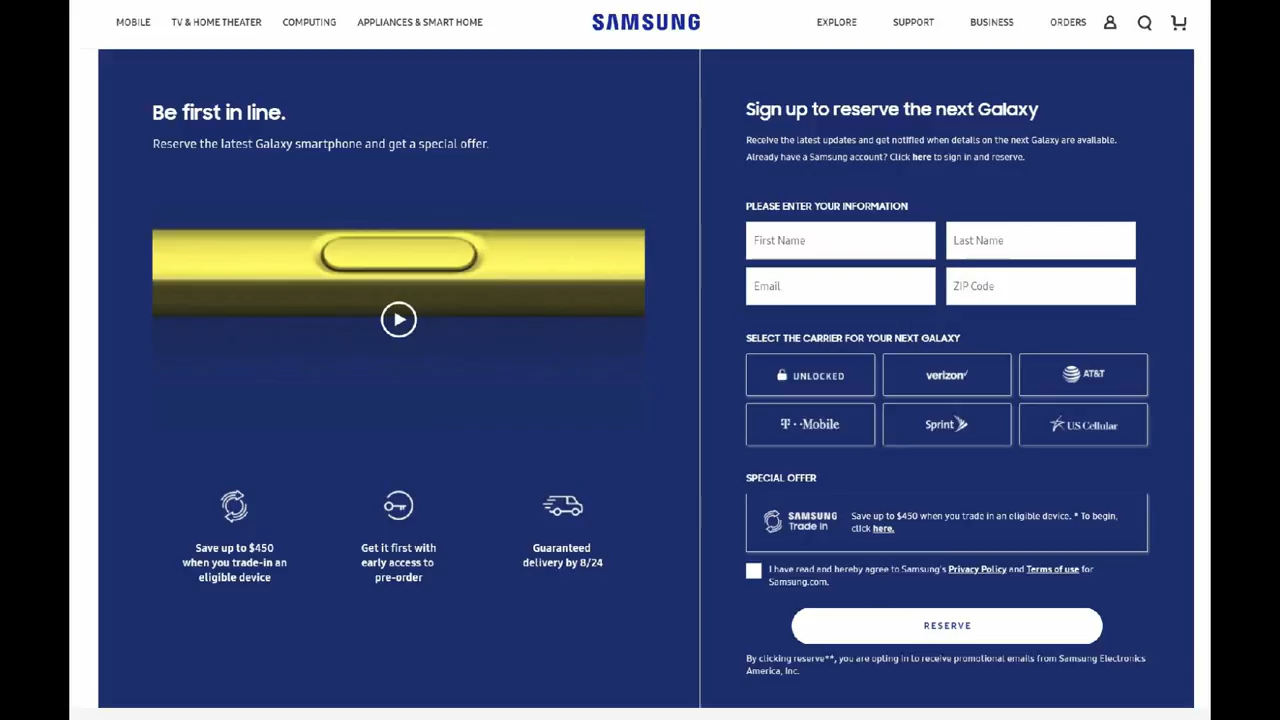 MOBILE TV & HOME THEATER COMPUTING APPLIANCES & SMART HOME SAMSUNG EXPLORE SUPPORT BUSINESS ORDERS
Be first in line.
Reserve the latest Galaxy smartphone and get a special offer.
Save up to $450
when you trade-in an
eligible device
Get it first with
early access to
pre-order
Guaranteed
delivery by 8/24
Sign up to reserve the next Galaxy
Receive the latest updates and get notified when details on the next Galaxy are available.
Already have a Samsung account? Click here to sign in and reserve.
PLEASE ENTER YOUR INFORMATION
First Name Last Name
Email ZIP Code
SELECT THE CARRIER FOR YOUR NEXT GALAXY
UNLOCKED verizon AT&T
T-Mobile Sprint US Cellular
SPECIAL OFFER
SAMSUNG
Trade in
Save up to $450 when you trade in an eligible device. * To begin,
click here.
I have read and hereby agree to Samsung's Privacy Policy and Terms of use for
Samsung.com.
RESERVE
By clicking reserve**, you are opting in to receive promotional emails from Samsung Electronics
America, Inc.